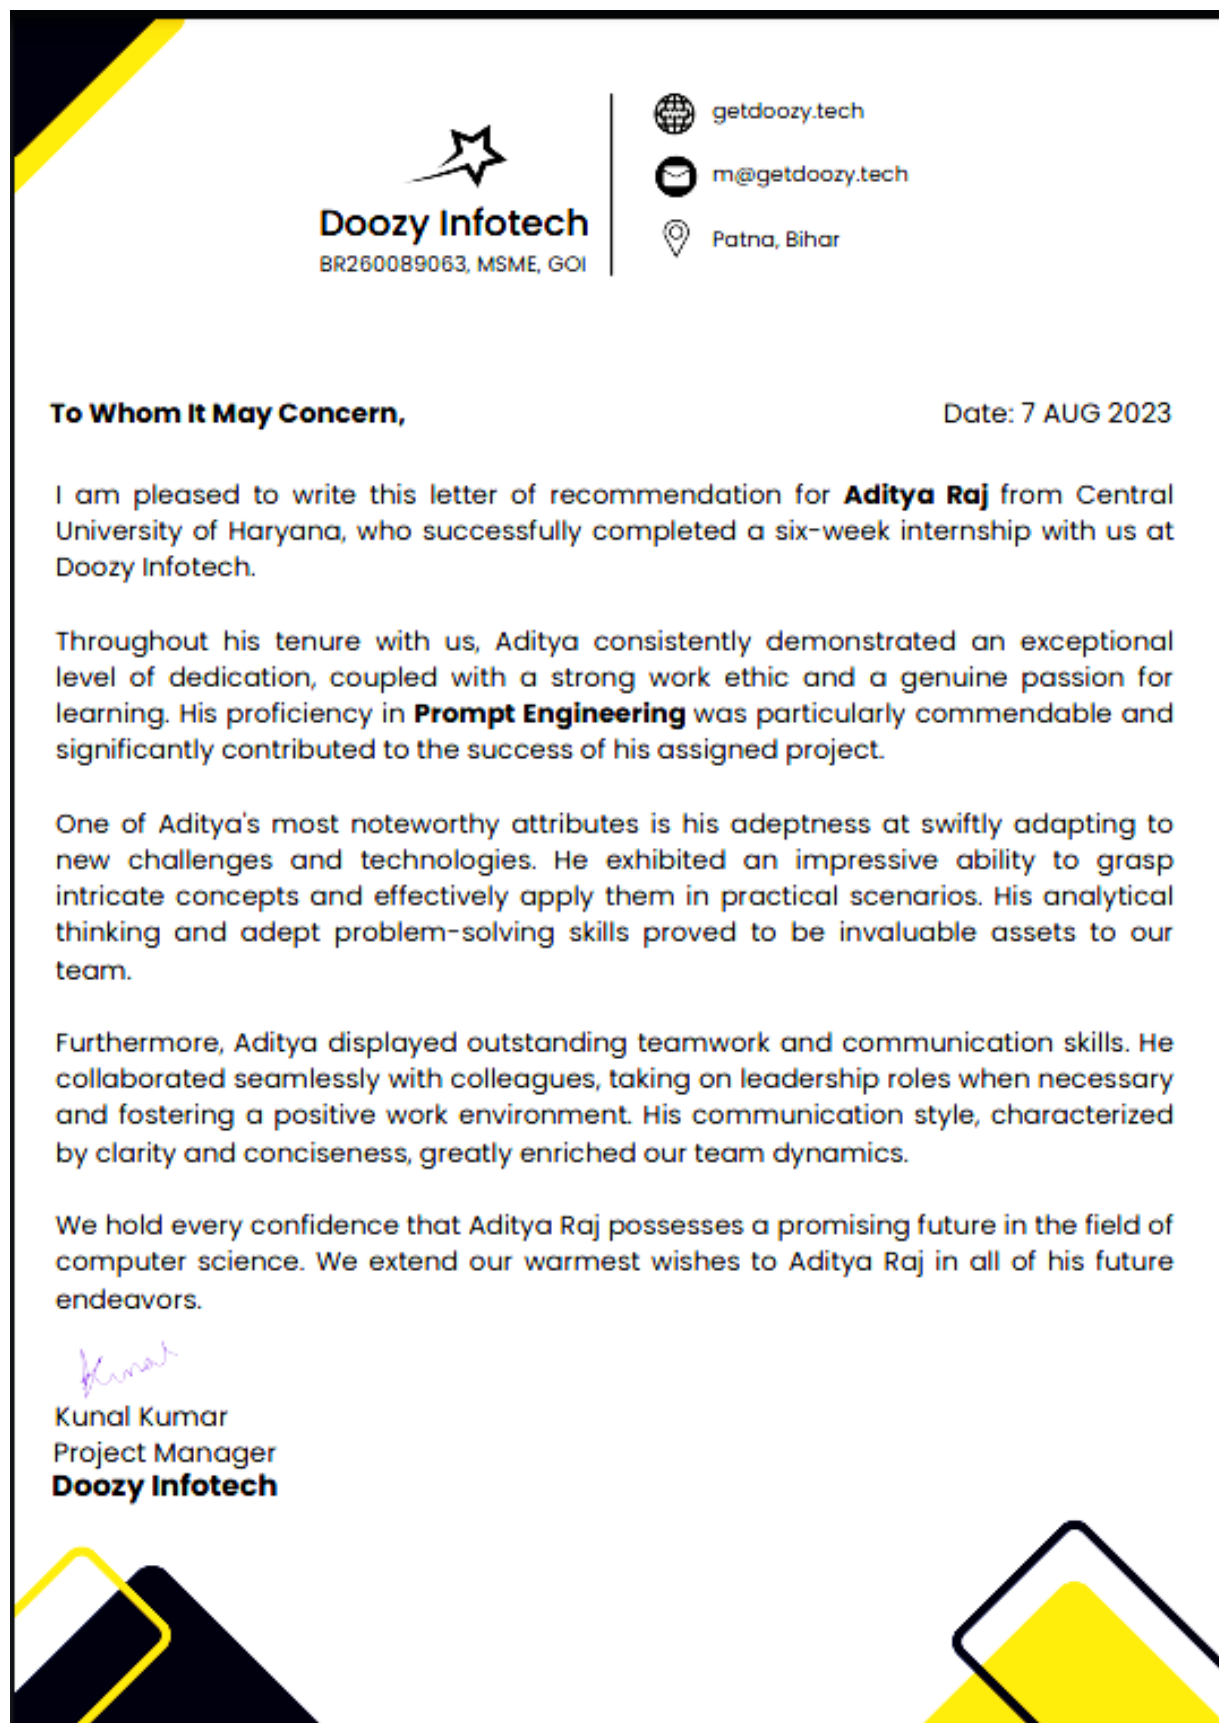 getdoozy.tech
m@getdoozy.tech
Patna, Bihar
Doozy Infotech
BR260089063, MSME, GOI
To Whom It May Concern,
Date: 7 AUG 2023
I am pleased to write this letter of recommendation for Aditya Raj from Central
University of Haryana, who successfully completed a six-week internship with us at
Doozy Infotech.
Throughout his tenure with us, Aditya consistently demonstrated an exceptional
level of dedication, coupled with a strong work ethic and a genuine passion for
learning. His proficiency in Prompt Engineering was particularly commendable and
significantly contributed to the success of his assigned project.
One of Aditya's most noteworthy attributes is his adeptness at swiftly adapting to
new challenges and technologies. He exhibited an impressive ability to grasp
intricate concepts and effectively apply them in practical scenarios. His analytical
thinking and adept problem-solving skills proved to be invaluable assets to our
team.
Furthermore, Aditya displayed outstanding teamwork and communication skills. He
collaborated seamlessly with colleagues, taking on leadership roles when necessary
and fostering a positive work environment. His communication style, characterized
by clarity and conciseness, greatly enriched our team dynamics.
We hold every confidence that Aditya Raj possesses a promising future in the field of
computer science. We extend our warmest wishes to Aditya Raj in all of his future
endeavors.
Kunal
Kunal Kumar
Project Manager
Doozy Infotech